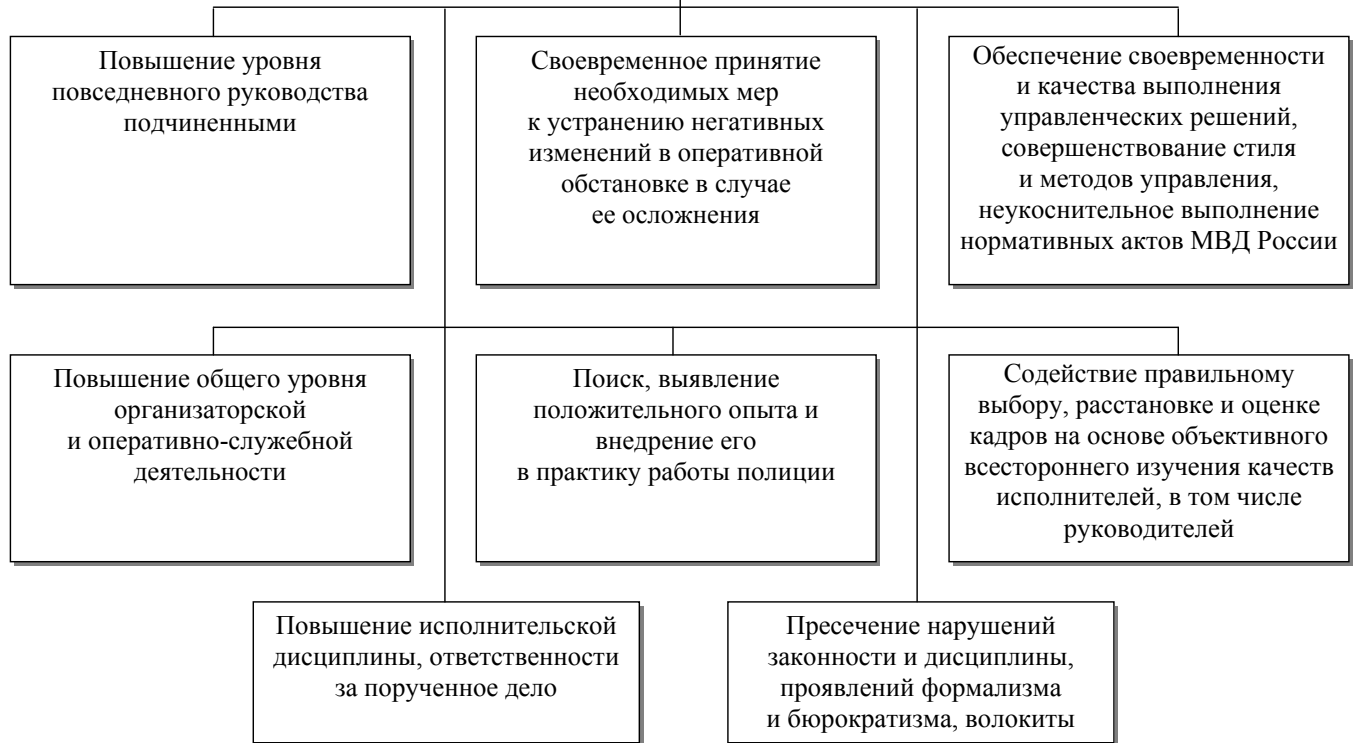 Повышение уровня
повседневного руководства
подчиненными
Своевременное принятие
необходимых мер
к устранению негативных
изменений в оперативной
обстановке в случае
ее осложнения
Обеспечение своевременности
и качества выполнения
управленческих решений,
совершенствование стиля
и методов управления,
неукоснительное выполнение
нормативных актов МВД России
Повышение общего уровня
организаторской
и оперативно-служебной
деятельности
Поиск, выявление
положительного опыта и
внедрение его
в практику работы полиции
Содействие правильному
выбору, расстановке и оценке
кадров на основе объективного
всестороннего изучения качеств
исполнителей, в том числе
руководителей
Повышение исполнительской
дисциплины, ответственности
за порученное дело
Пресечение нарушений
законности и дисциплины,
проявлений формализма
и бюрократизма, волокиты